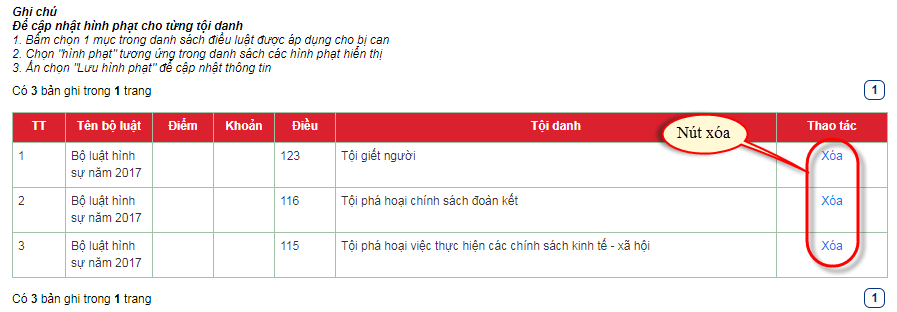 Ghi chú
Để cập nhật hình phạt cho từng tội danh
1. Bấm chọn 1 mục trong danh sách điều luật được áp dụng cho bị can
2. Chọn "hình phạt" tương ứng trong danh sách các hình phạt hiển thị
3. Ấn chọn "Lưu hình phạt" để cập nhật thông tin
Có 3 bản ghi trong 1 trang 1
TT Tên bộ luật Điểm Khoản Điều Tội danh Thao tác
Nút xóa
1 Bộ luật hình sự năm 2017 123 Tội giết người Xóa
2 Bộ luật hình sự năm 2017 116 Tội phá hoại chính sách đoàn kết Xóa
3 Bộ luật hình sự năm 2017 115 Tội phá hoại việc thực hiện các chính sách kinh tế - xã hội Xóa
Có 3 bản ghi trong 1 trang 1